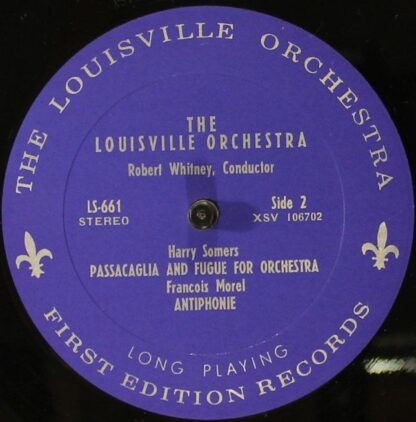 THE LOUISVILLE ORCHESTRA
THE
LOUISVILLE ORCHESTRA
Robert Whitney, Conductor
LS-661
STEREO
Side 2
XSV 106702
Harry Somers
PASSACAGLIA AND FUGUE FOR ORCHESTRA
Francois Morel
ANTIPHONIE
LONG PLAYING
FIRST EDITION RECORDS